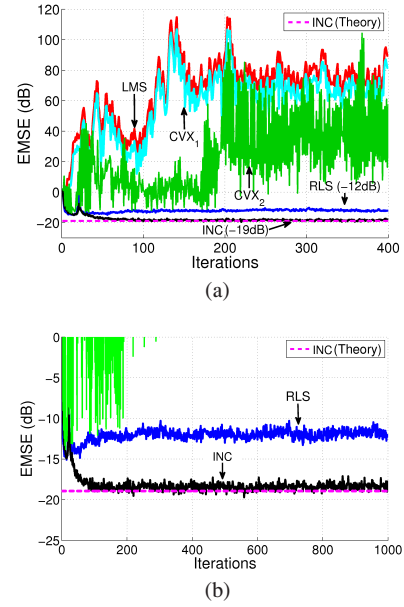 120
100
80
60
40
20
0
−20
EMSE (dB)
INC (Theory)
LMS
CVX1
CVX2
RLS (−12dB)
INC (−19dB)
0
100
200
300
400
Iterations
(a)
0
−5
−10
−15
−20
−25
EMSE (dB)
INC (Theory)
RLS
INC
0
200
400
600
800
1000
Iterations
(b)